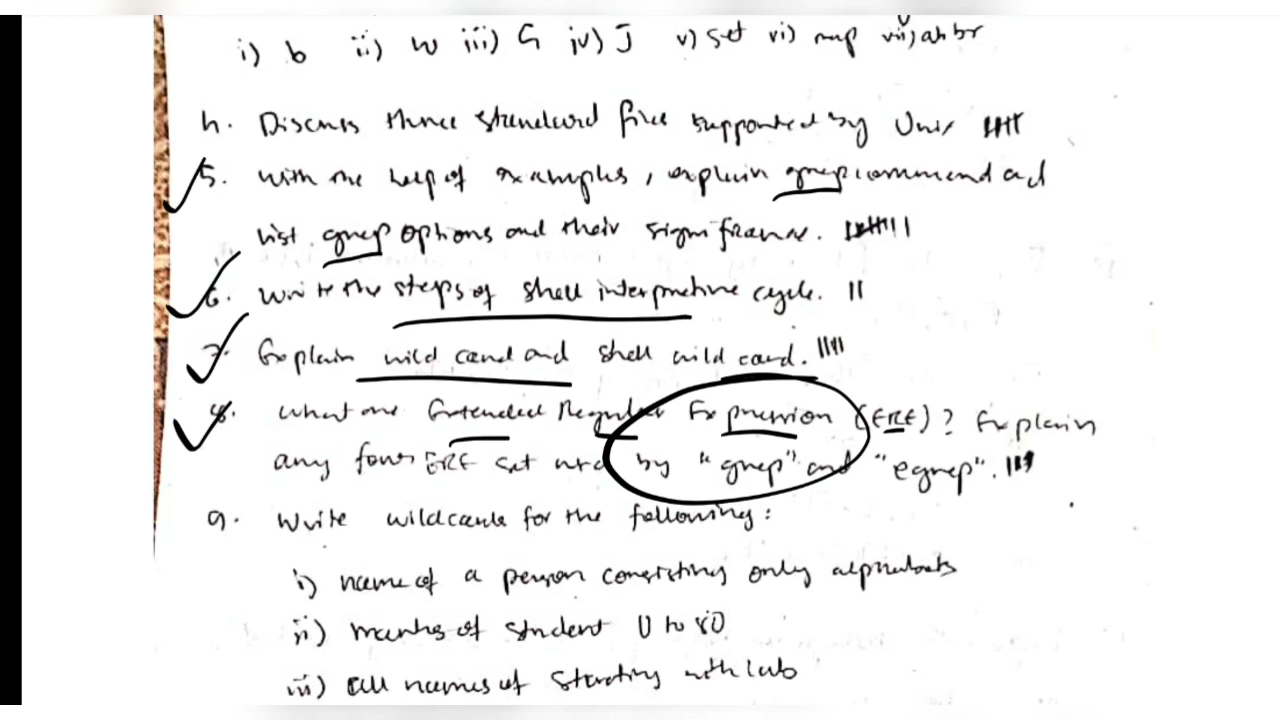 i) b ii) W iii) G iv) J v) set vi) map vii) abbr
4. Discuss three standard files supported by Unix
5. With the help of examples, explain grep command and
list grep options and their significance.
6. Write the steps of shell interpretive cycle.
7. Explain wild card and shell wild card.
8. What are Extended Regular Expression (ERE)? Explain
any four ERE set used by "grep" and "egrep".
9. Write wildcards for the following:
i) name of a person consisting only alphabets
ii) marks of student 0 to 80
iii) all names of starting with lab